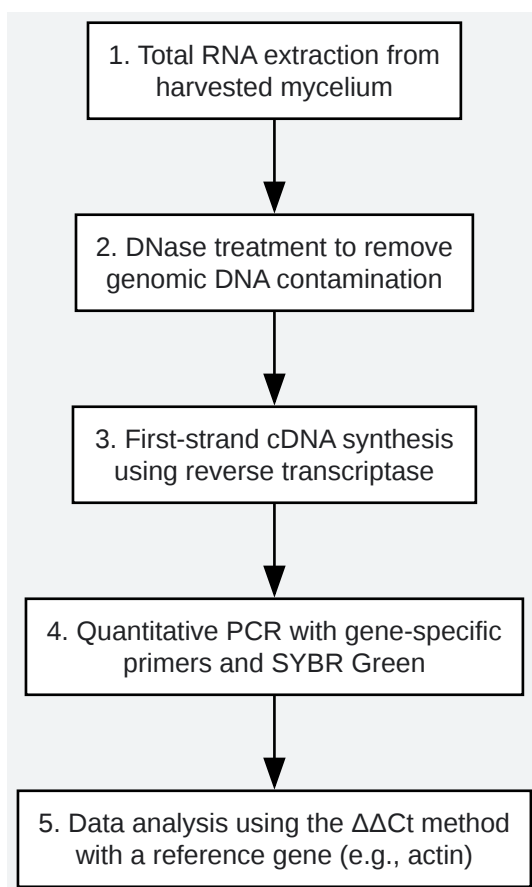 1. Total RNA extraction from
harvested mycelium
2. DNase treatment to remove
genomic DNA contamination
3. First-strand cDNA synthesis
using reverse transcriptase
4. Quantitative PCR with gene-specific
primers and SYBR Green
5. Data analysis using the ΔΔCt method
with a reference gene (e.g., actin)